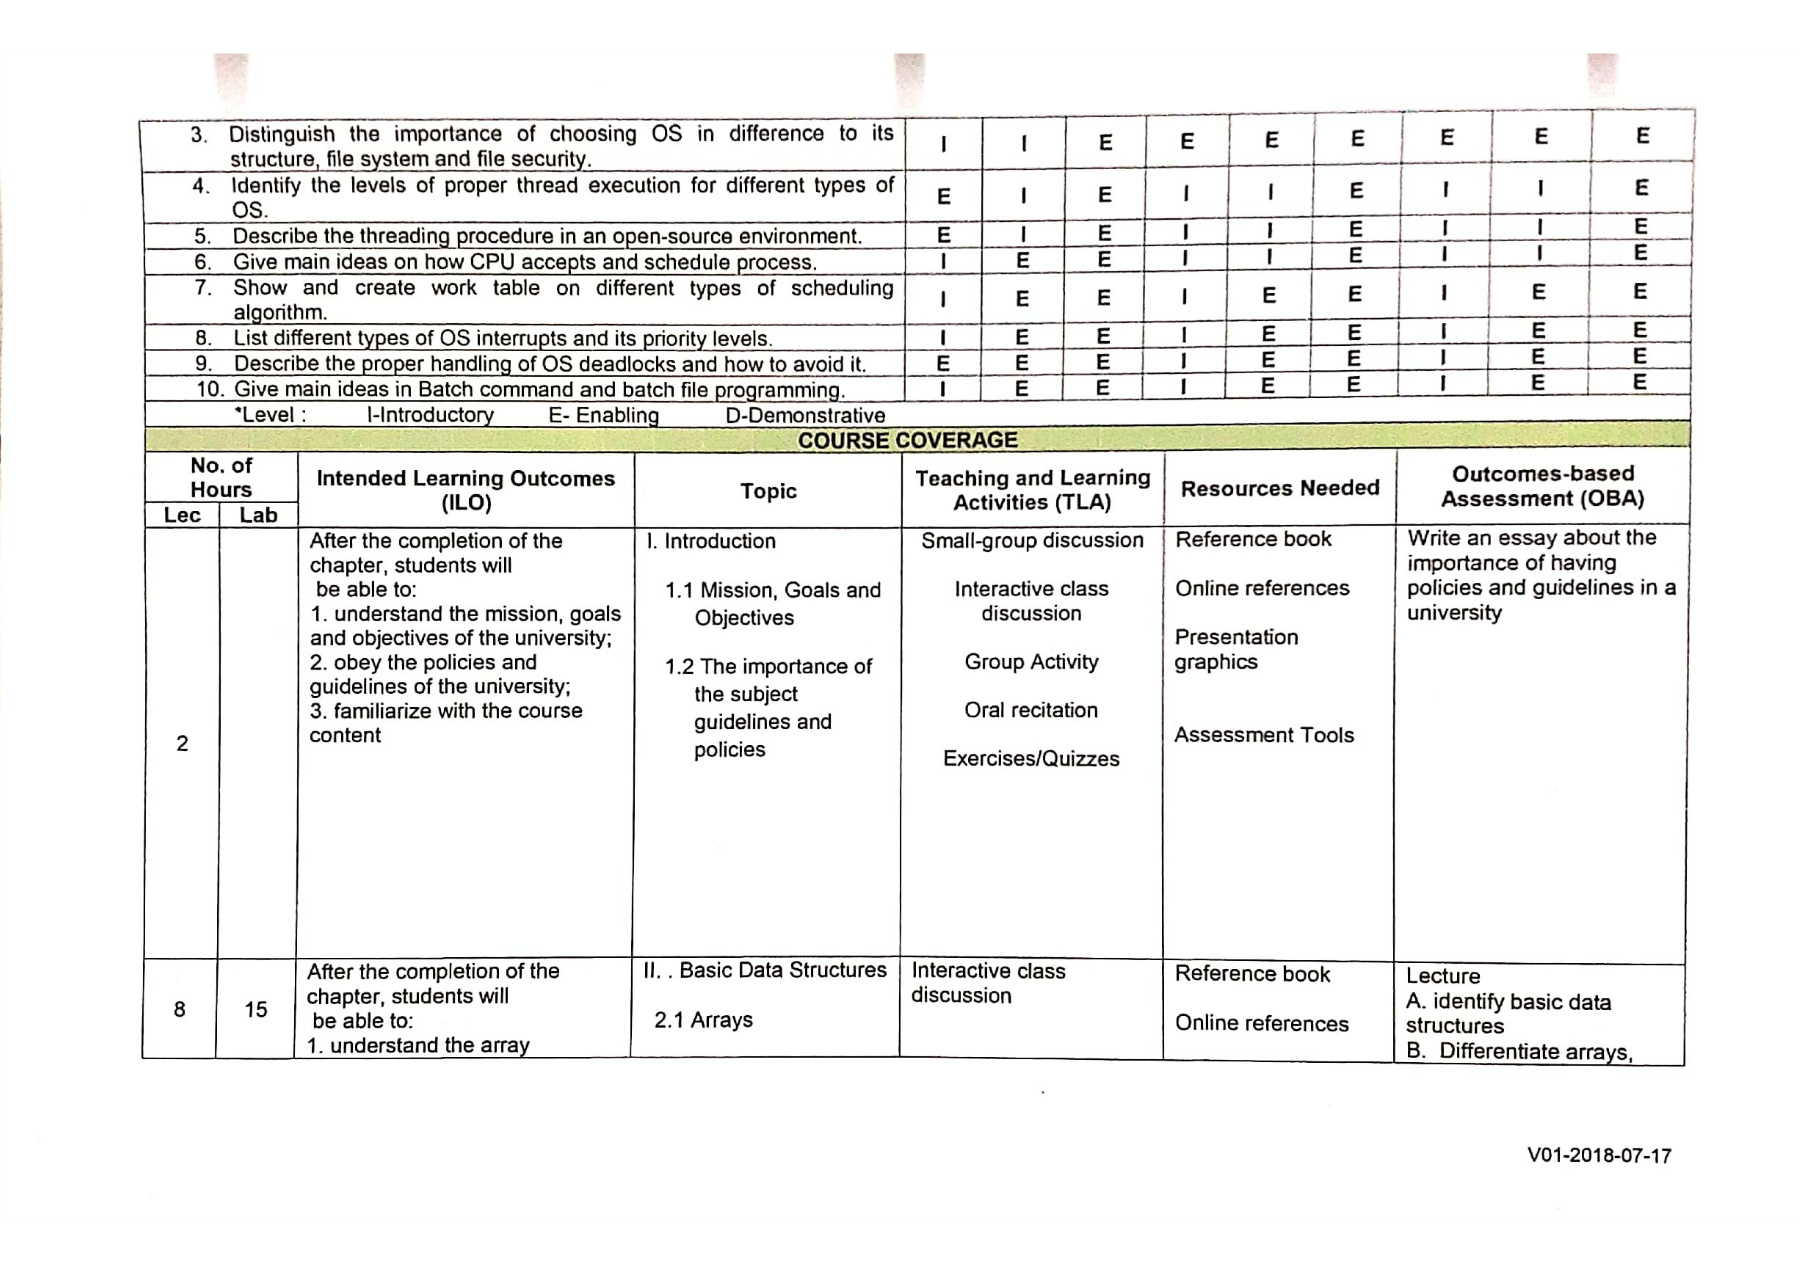 3. Distinguish the importance of choosing OS in difference to its structure, file system and file security. I I E E E E E E E
4. Identify the levels of proper thread execution for different types of OS. E I E I I E I I E
5. Describe the threading procedure in an open-source environment. E I E I I E I I E
6. Give main ideas on how CPU accepts and schedule process. I E E I I E I I E
7. Show and create work table on different types of scheduling algorithm. I E E I E E I E E
8. List different types of OS interrupts and its priority levels. I E E I E E I E E
9. Describe the proper handling of OS deadlocks and how to avoid it. E E E I E E I E E
10. Give main ideas in Batch command and batch file programming. I E E I E E I E E
*Level : I-Introductory E- Enabling D-Demonstrative
COURSE COVERAGE
No. of
Hours
Lec Lab
Intended Learning Outcomes
(ILO)
Topic
Teaching and Learning
Activities (TLA)
Resources Needed
Outcomes-based
Assessment (OBA)
2
After the completion of the
chapter, students will
be able to:
1. understand the mission, goals
and objectives of the university;
2. obey the policies and
guidelines of the university;
3. familiarize with the course
content
I. Introduction
1.1 Mission, Goals and
Objectives
1.2 The importance of
the subject
guidelines and
policies
Small-group discussion
Interactive class
discussion
Group Activity
Oral recitation
Exercises/Quizzes
Reference book
Online references
Presentation
graphics
Assessment Tools
Write an essay about the
importance of having
policies and guidelines in a
university
8 15
After the completion of the
chapter, students will
be able to:
1. understand the array
II. . Basic Data Structures
2.1 Arrays
Interactive class
discussion
Reference book
Online references
Lecture
A. identify basic data
structures
B. Differentiate arrays,
V01-2018-07-17